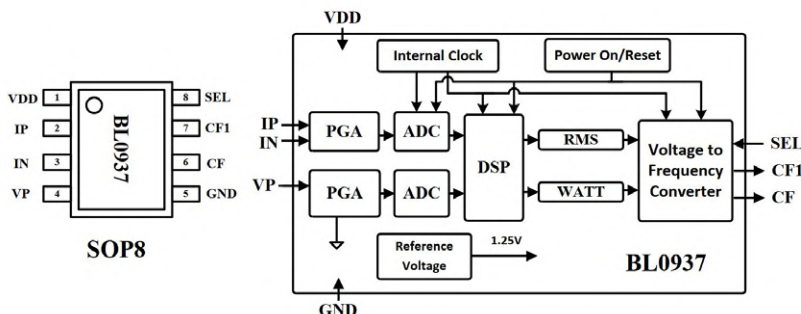 VDD 1
IP 2
IN 3
VP 4
BL0937
8 SEL
7 CF1
6 CF
5 GND
SOP8
VDD
Internal Clock
Power On/Reset
IP
IN
PGA
ADC
DSP
RMS
Voltage to
Frequency
Converter
SEL
CF1
CF
VP
PGA
ADC
WATT
Reference
Voltage
1.25V
BL0937
GND